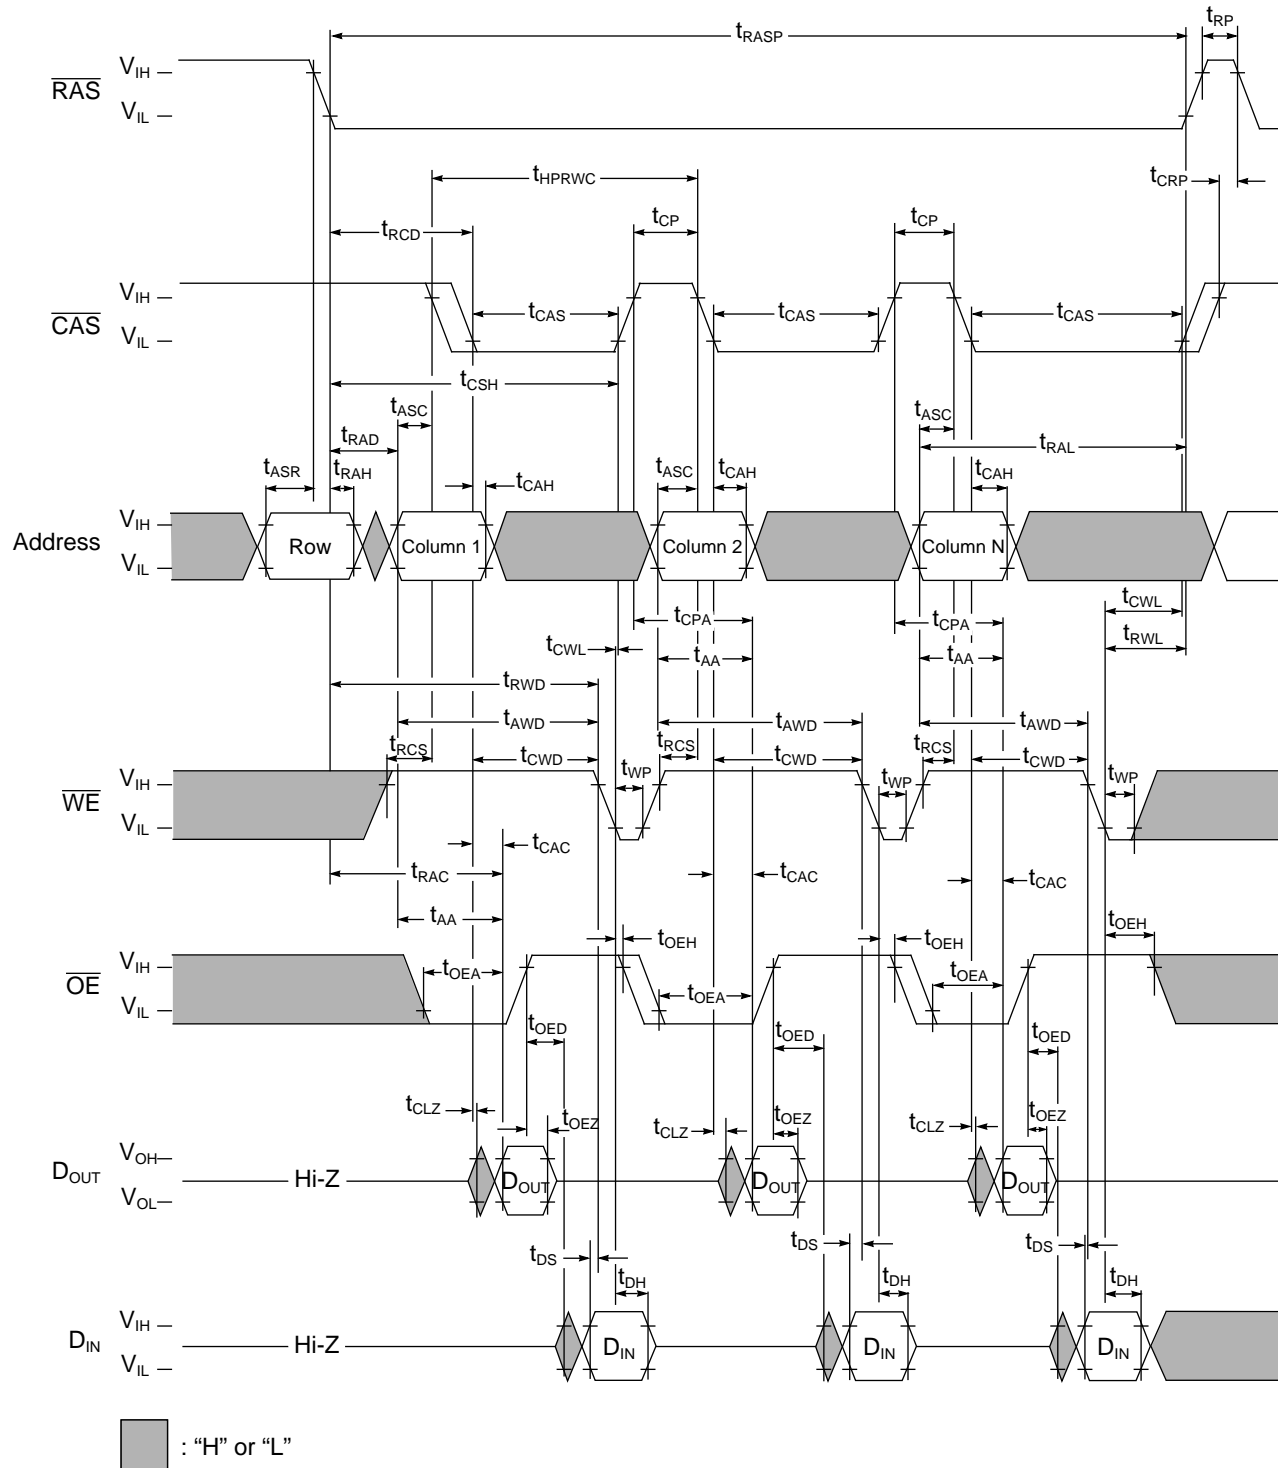 tRASP
tRP
RAS
VIH
VIL
tHPRWC
tCRP
tRCD
tCP
tCP
CAS
VIH
VIL
tCAS
tCAS
tCAS
tCSH
tASC
tASC
tRAD
tRAL
tASR
tRAH
tCAH
tASC
tCAH
tCAH
Address
VIH
VIL
Row
Column 1
Column 2
Column N
tCWL
tCPA
tCPA
tRWL
tCWL
tAA
tAA
tRWD
tAWD
tAWD
tAWD
tRCS
tCWD
tRCS
tCWD
tRCS
tCWD
WE
VIH
VIL
tWP
tWP
tWP
tCAC
tRAC
tCAC
tCAC
tAA
tOEH
tOEH
tOEH
OE
VIH
VIL
tOEA
tOEA
tOEA
tOED
tOED
tOED
tCLZ
tOEZ
tCLZ
tOEZ
tCLZ
tOEZ
DOUT
VOH
VOL
Hi-Z
DOUT
DOUT
DOUT
tDS
tDS
tDS
tDH
tDH
tDH
DIN
VIH
VIL
Hi-Z
DIN
DIN
DIN
: “H” or “L”